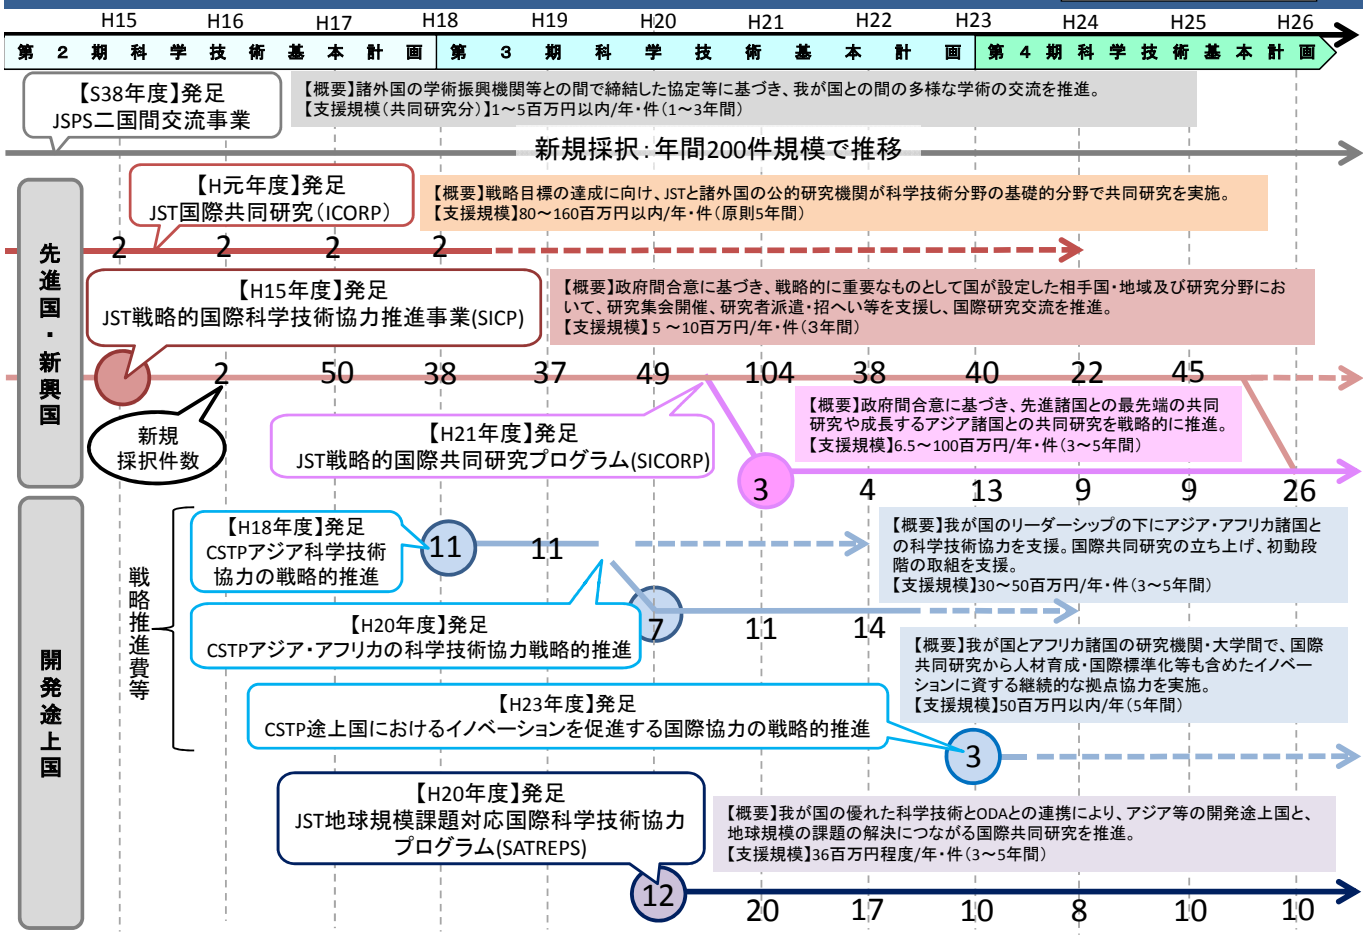 H15 H16 H17 H18 H19 H20 H21 H22 H23 H24 H25 H26
第２期科学技術基本計画 第３期科学技術基本計画 第４期科学技術基本計画
【S38年度】発足
JSPS二国間交流事業
【概要】諸外国の学術振興機関等との間で締結した協定等に基づき、我が国との間の多様な学術の交流を推進。
【支援規模（共同研究分）】1～5百万円以内/年・件（1～3年間）
新規採択：年間200件規模で推移
先進国・新興国
【H元年度】発足
JST国際共同研究（ICORP）
【概要】戦略目標の達成に向け、JSTと諸外国の公的研究機関が科学技術分野の基礎的分野で共同研究を実施。
【支援規模】80～160百万円以内/年・件（原則5年間）
2 2 2 2
【H15年度】発足
JST戦略的国際科学技術協力推進事業(SICP)
【概要】政府間合意に基づき、戦略的に重要なものとして国が設定した相手国・地域及び研究分野にお
いて、研究集会開催、研究者派遣・招へい等を支援し、国際研究交流を推進。
【支援規模】５～10百万円/年・件（３年間）
2 50 38 37 49 104 38 40 22 45
新規
採択件数
【H21年度】発足
JST戦略的国際共同研究プログラム(SICORP)
【概要】政府間合意に基づき、先進諸国との最先端の共同
研究や成長するアジア諸国との共同研究を戦略的に推進。
【支援規模】6.5～100百万円/年・件（3～5年間）
3 4 13 9 9 26
開発途上国
戦略推進費等
【H18年度】発足
CSTPアジア科学技術
協力の戦略的推進
11 11
【概要】我が国のリーダーシップの下にアジア・アフリカ諸国と
の科学技術協力を支援。国際共同研究の立ち上げ、初動段
階の取組を支援。
【支援規模】30～50百万円/年・件（3～5年間）
【H20年度】発足
CSTPアジア・アフリカの科学技術協力戦略的推進
7 11 14
【概要】我が国とアフリカ諸国の研究機関・大学間で、国際
共同研究から人材育成・国際標準化等も含めたイノベー
ションに資する継続的な拠点協力を実施。
【支援規模】50百万円以内/年（5年間）
【H23年度】発足
CSTP途上国におけるイノベーションを促進する国際協力の戦略的推進
3
【H20年度】発足
JST地球規模課題対応国際科学技術協力
プログラム(SATREPS)
【概要】我が国の優れた科学技術とODAとの連携により、アジア等の開発途上国と、
地球規模の課題の解決につながる国際共同研究を推進。
【支援規模】36百万円程度/年・件（3～5年間）
12 20 17 10 8 10 10